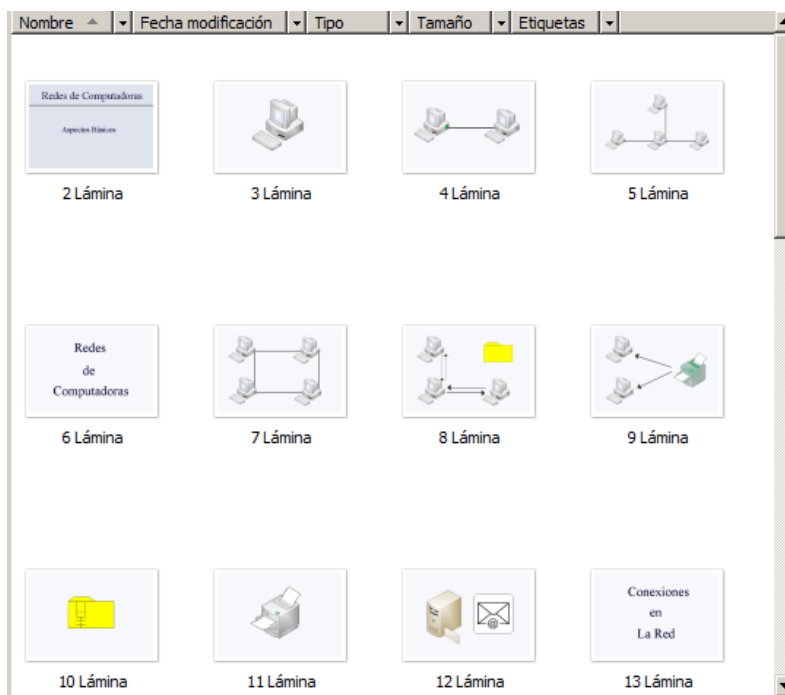 Nombre Fecha modificación Tipo Tamaño Etiquetas
Redes de Computadoras
Aspectos Básicos
2 Lámina 3 Lámina 4 Lámina 5 Lámina
Redes
de
Computadoras
6 Lámina 7 Lámina 8 Lámina 9 Lámina
@
Conexiones
en
La Red
10 Lámina 11 Lámina 12 Lámina 13 Lámina